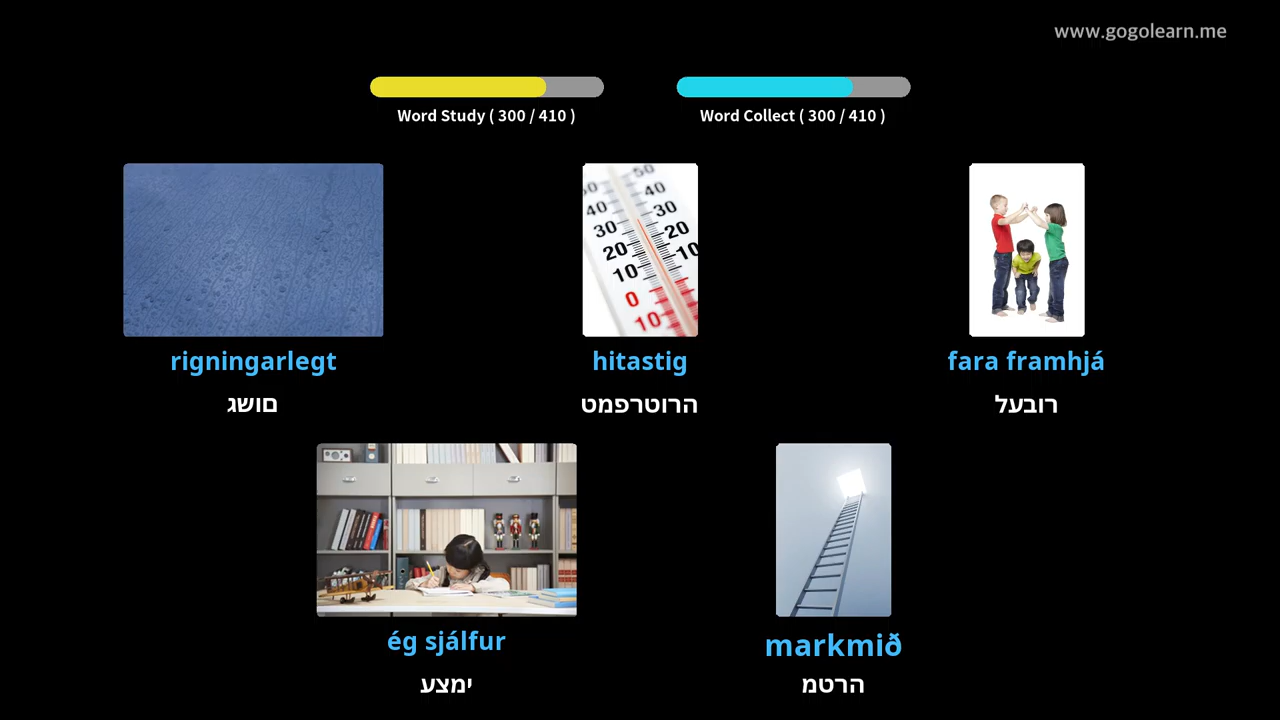 www.gogolearn.me
Word Study ( 300 / 410 )
Word Collect ( 300 / 410 )
rigningarlegt
םושג
hitastig
הרוטרפמט
fara framhjá
רובעל
ég sjálfur
ימצע
markmið
הרטמ